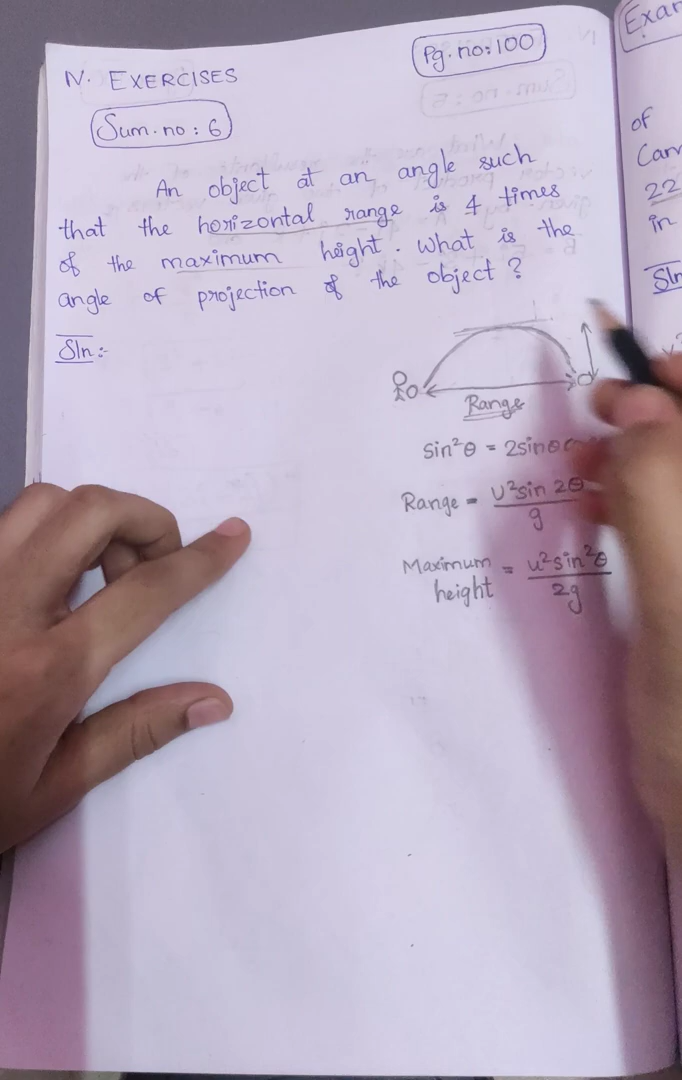 IV. EXERCISES
Pg. no: 100
Sum. no : 6
An object at an angle such
that the horizontal range is 4 times
of the maximum height. What is the
angle of projection of the object ?
Sln :-
Range
sin²θ = 2sinθ
Range = U²sin 2θ / g
Maximum height = u²sin²θ / 2g
Exam
of
22
in
Sln